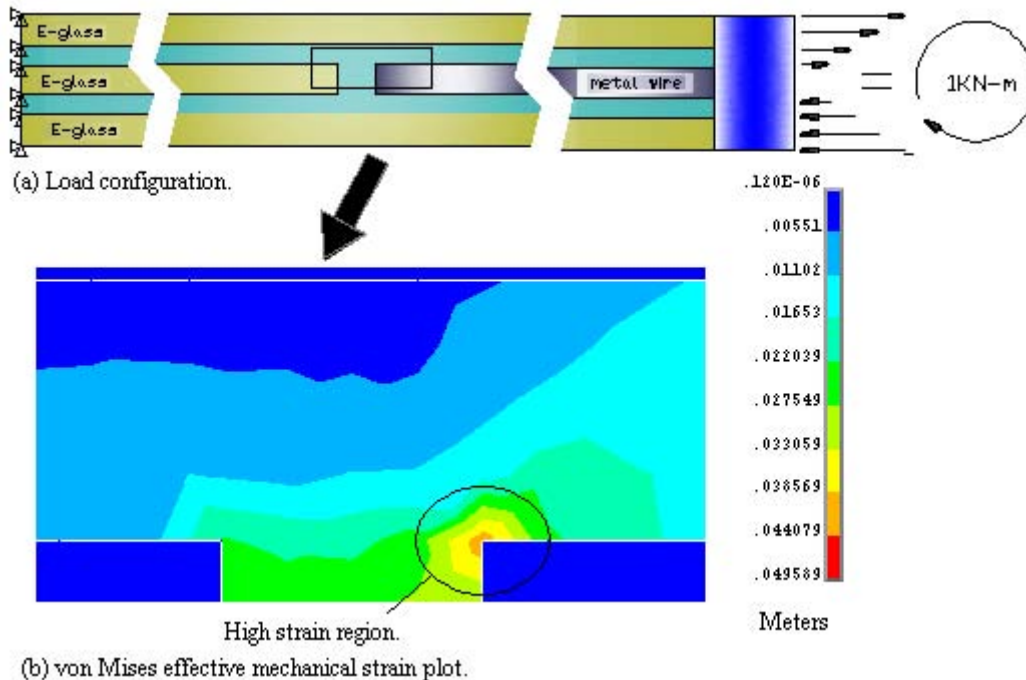 E-glass
E-glass
E-glass
metal wire
1KN-m
(a) Load configuration.
.120E-06
.00551
.01102
.01653
.022039
.027549
.033059
.038569
.044079
.049589
Meters
High strain region.
(b) von Mises effective mechanical strain plot.